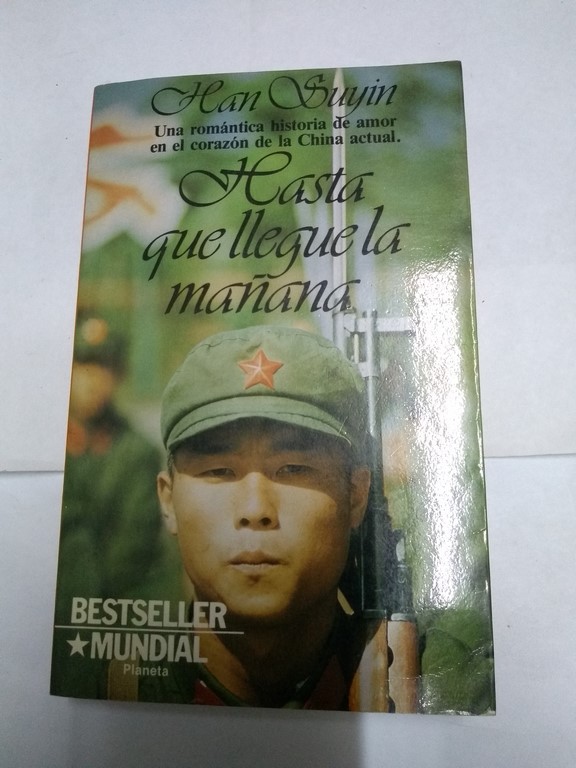 Han Suyin
Una romántica historia de amor
en el corazón de la China actual.
Hasta
que llegue la
mañana
BESTSELLER
★MUNDIAL
Planeta